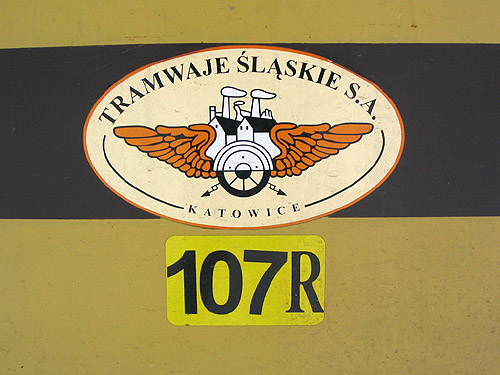 TRAMWAJE ŚLĄSKIE S.A.
KATOWICE
107R